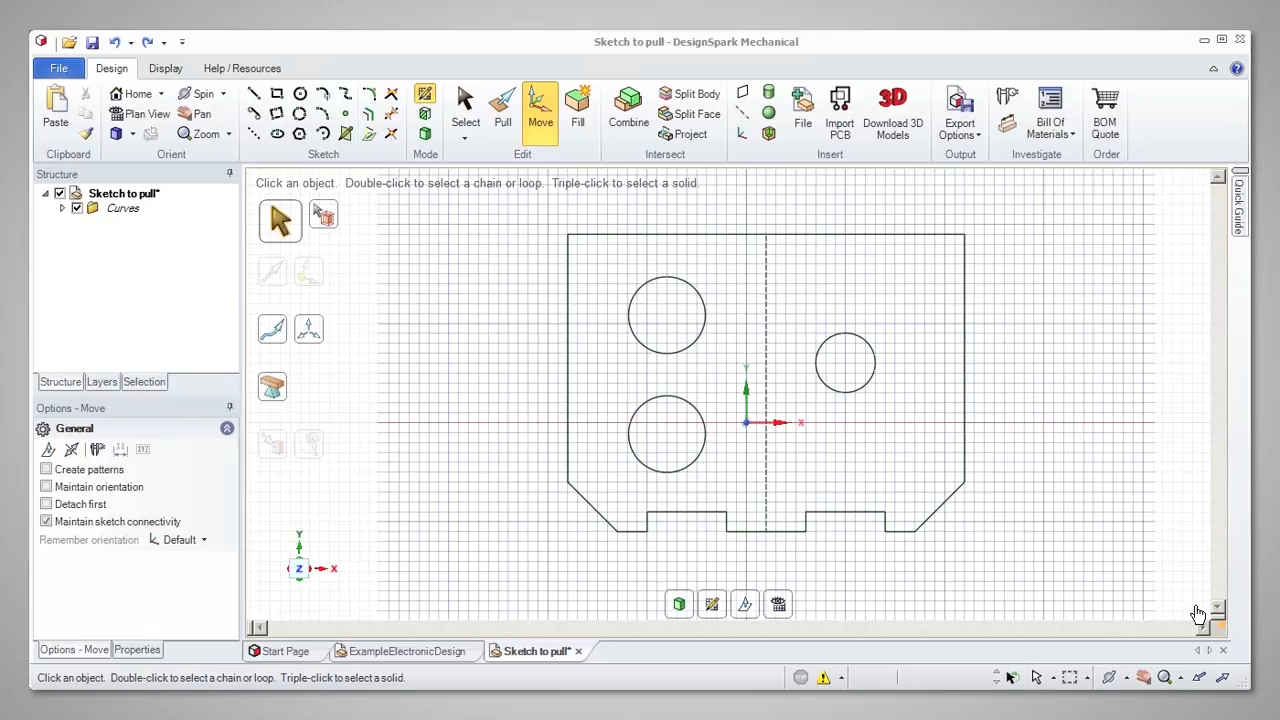 Sketch to pull - DesignSpark Mechanical
File Design Display Help / Resources
Paste
Clipboard
Home Spin
Plan View Pan
Zoom
Orient
Sketch
Mode
Select Pull Move Fill
Edit
Combine
Split Body
Split Face
Project
Intersect
File Import PCB Download 3D Models
3D
Insert
Export Options
Output
Bill Of Materials
Investigate
BOM Quote
Order
Structure
Sketch to pull*
Curves
Structure Layers Selection
Options - Move
General
XYZ
Create patterns
Maintain orientation
Detach first
Maintain sketch connectivity
Remember orientation Default
Options - Move Properties
Click an object. Double-click to select a chain or loop. Triple-click to select a solid.
Quick Guide
Y
X
Y
Z X
Start Page ExampleElectronicDesign Sketch to pull*
Click an object. Double-click to select a chain or loop. Triple-click to select a solid.